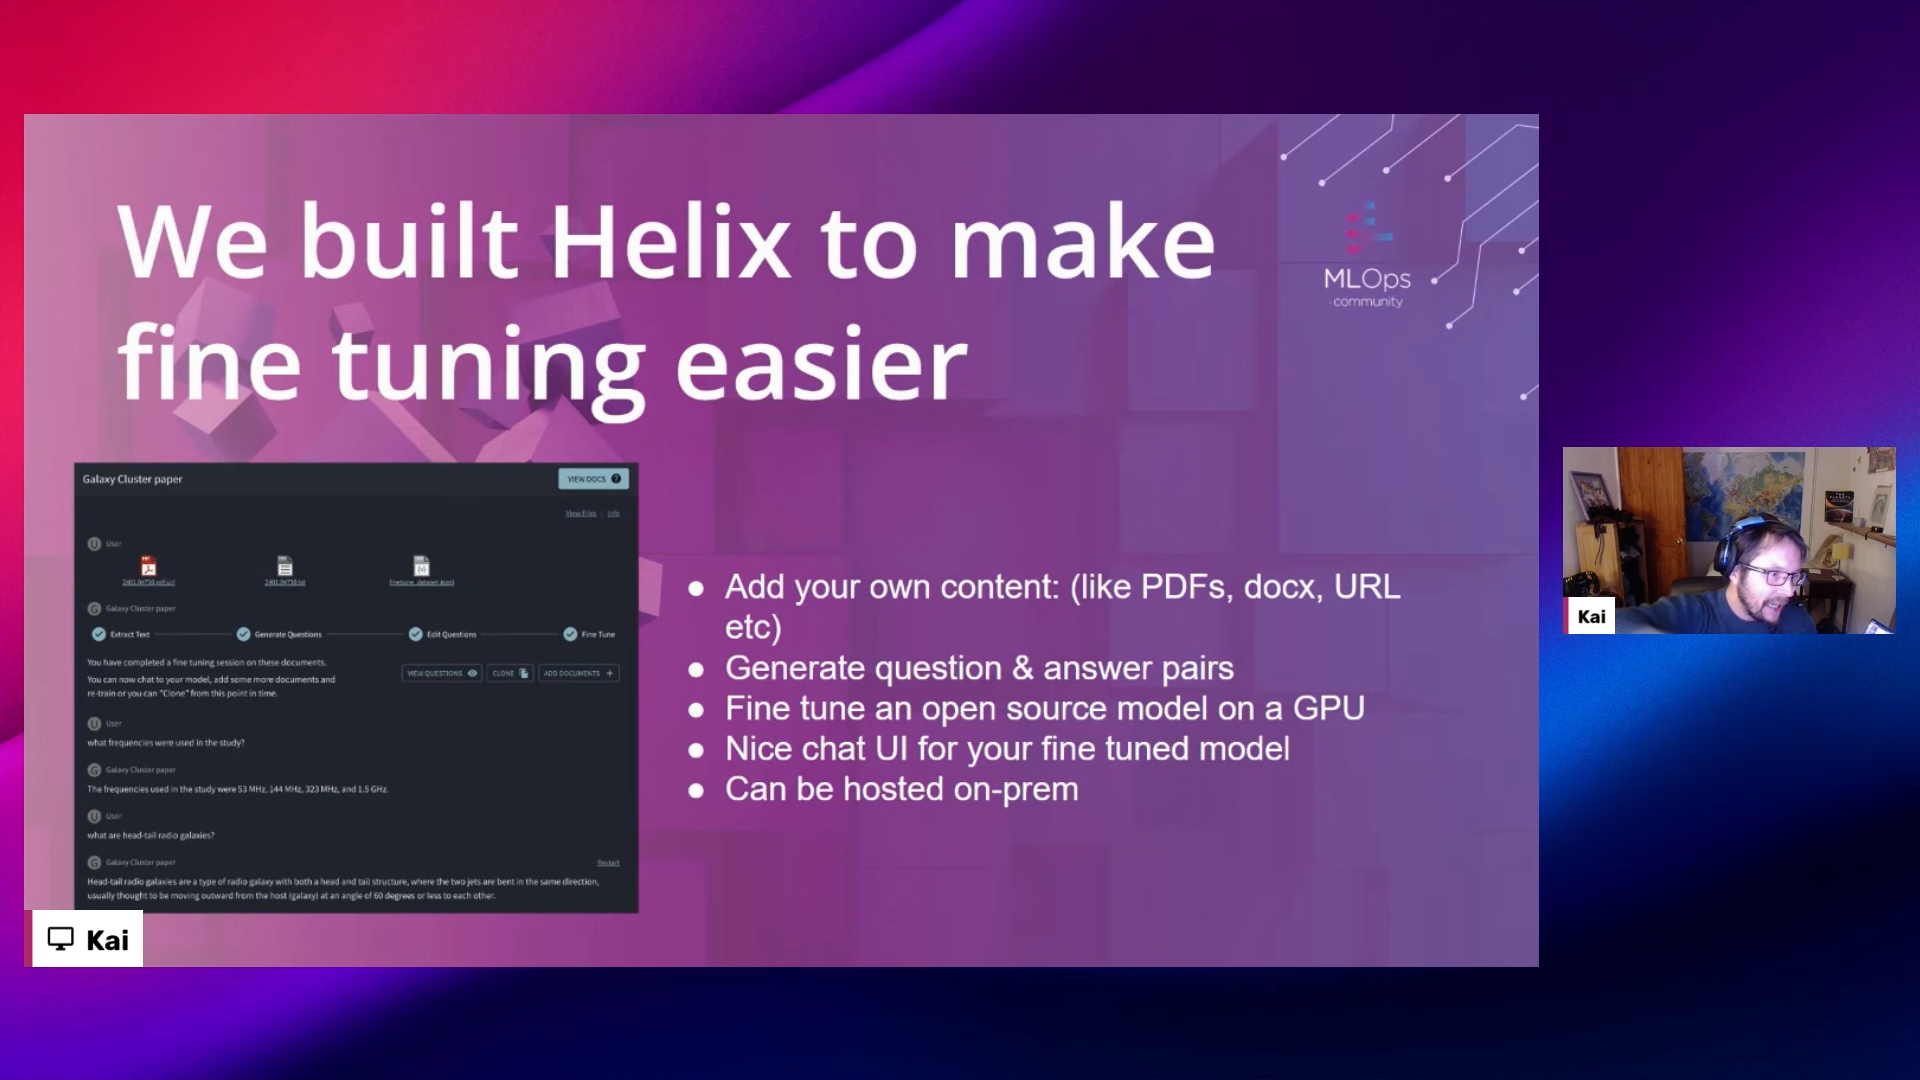 We built Helix to make
fine tuning easier
MLOps
community
Galaxy Cluster paper
VIEW DOCS ?
View Files | Info
U User
2401.04710.txt
finetune_dataset.jsonl
G Galaxy Cluster paper
Extract Text
Generate Questions
Edit Questions
Fine Tune
You have completed a fine tuning session on these documents.
You can now chat to your model, add some more documents and
re-train or you can "Clone" from this point in time.
VIEW QUESTIONS
CLONE
ADD DOCUMENTS +
U User
what frequencies were used in the study?
G Galaxy Cluster paper
The frequencies used in the study were 53 MHz, 144 MHz, 323 MHz, and 1.5 GHz.
U User
what are head-tail radio galaxies?
G Galaxy Cluster paper
Restart
Head-tail radio galaxies are a type of radio galaxy with both a head and tail structure, where the two jets are bent in the same direction,
usually thought to be moving outward from the host (galaxy) at an angle of 60 degrees or less to each other.
● Add your own content: (like PDFs, docx, URL
etc)
● Generate question & answer pairs
● Fine tune an open source model on a GPU
● Nice chat UI for your fine tuned model
● Can be hosted on-prem
Kai
Kai